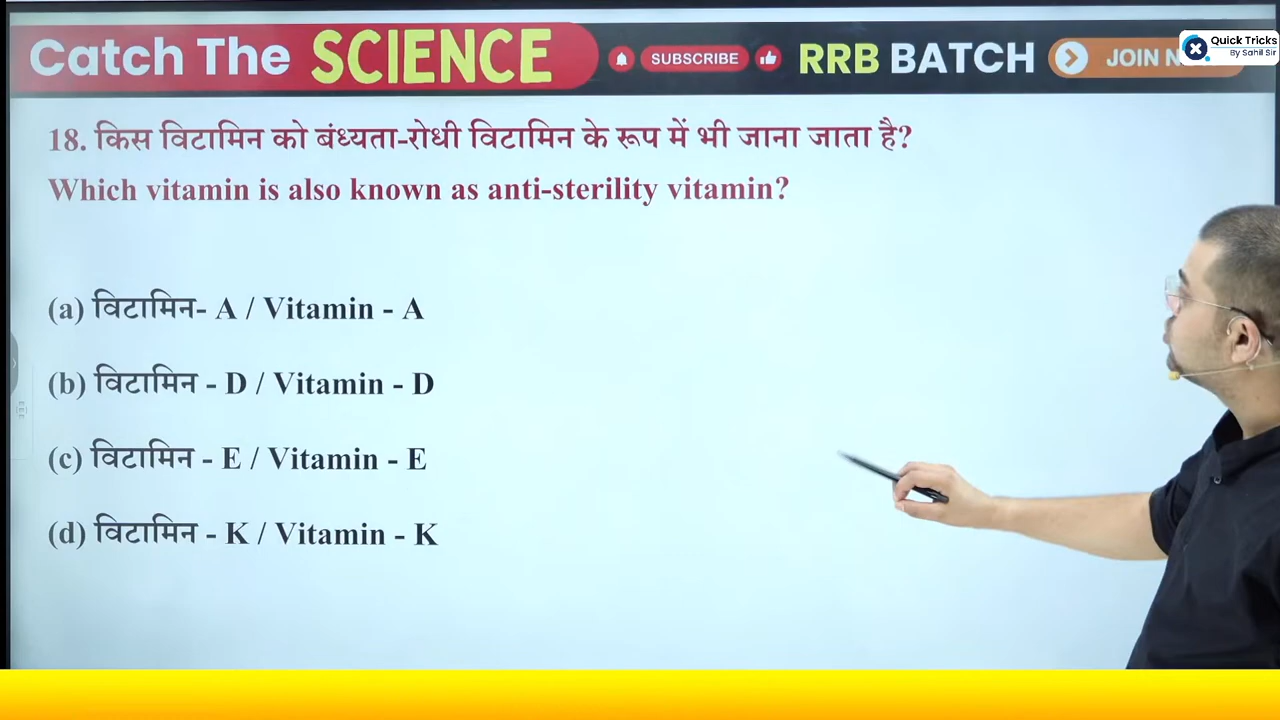 Catch The SCIENCE
SUBSCRIBE
RRB BATCH
JOIN N
Quick Tricks
By Sahil Sir
18. किस विटामिन को बंध्यता-रोधी विटामिन के रूप में भी जाना जाता है?
Which vitamin is also known as anti-sterility vitamin?
(a) विटामिन- A / Vitamin - A
(b) विटामिन - D / Vitamin - D
(c) विटामिन - E / Vitamin - E
(d) विटामिन - K / Vitamin - K